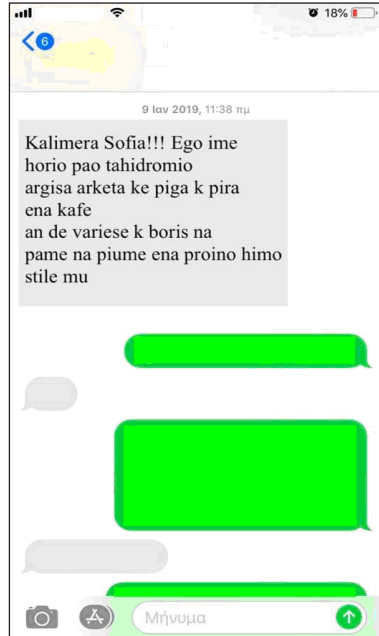 18%
6
9 Ιαν 2019, 11:38 πμ
Kalimera Sofia!!! Ego ime
horio pao tahidromio
argisa arketa ke piga k pira
ena kafe
an de variese k boris na
pame na piume ena proino himo
stile mu
Μήνυμα